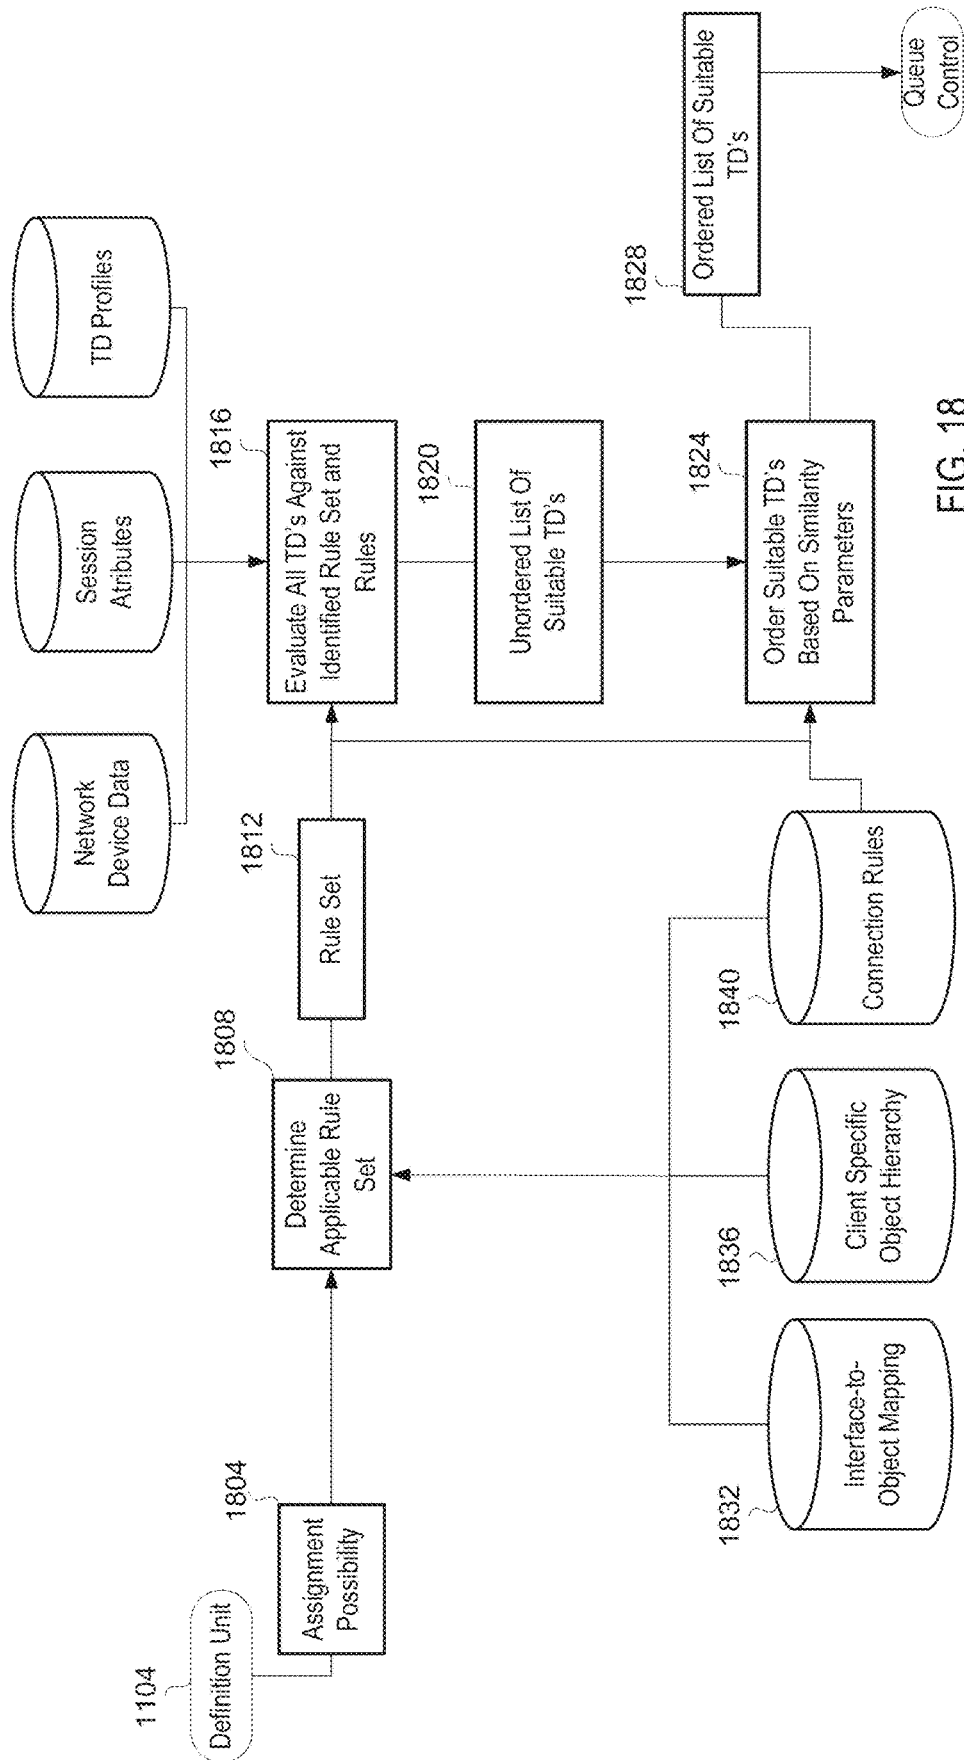 1104
Definition Unit
1804
Assignment
Possibility
1808
Determine
Applicable Rule
Set
1812
Rule Set
Network
Device Data
Session
Atributes
TD Profiles
1816
Evaluate All TD's Against
Identified Rule Set and
Rules
1820
Unordered List Of
Suitable TD's
1824
Order Suitable TD's
Based On Similarity
Parameters
1828
Ordered List Of Suitable
TD's
Queue
Control
1832
Interface-to-
Object Mapping
1836
Client Specific
Object Hierarchy
1840
Connection Rules
FIG. 18